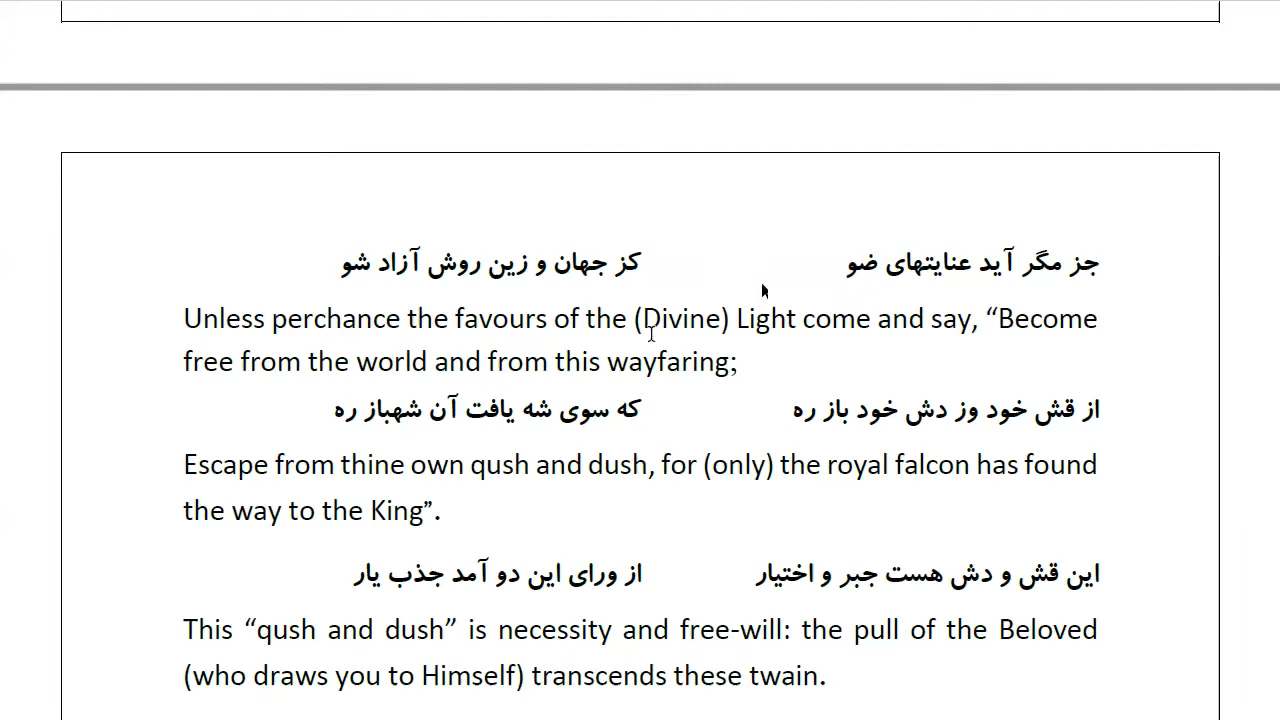 جز مگر آید عنایتهای ضو کز جهان و زین روش آزاد شو
Unless perchance the favours of the (Divine) Light come and say, “Become
free from the world and from this wayfaring;
از قش خود وز دش خود باز ره که سوی شه یافت آن شهباز ره
Escape from thine own qush and dush, for (only) the royal falcon has found
the way to the King”.
این قش و دش هست جبر و اختیار از ورای این دو آمد جذب یار
This “qush and dush” is necessity and free-will: the pull of the Beloved
(who draws you to Himself) transcends these twain.